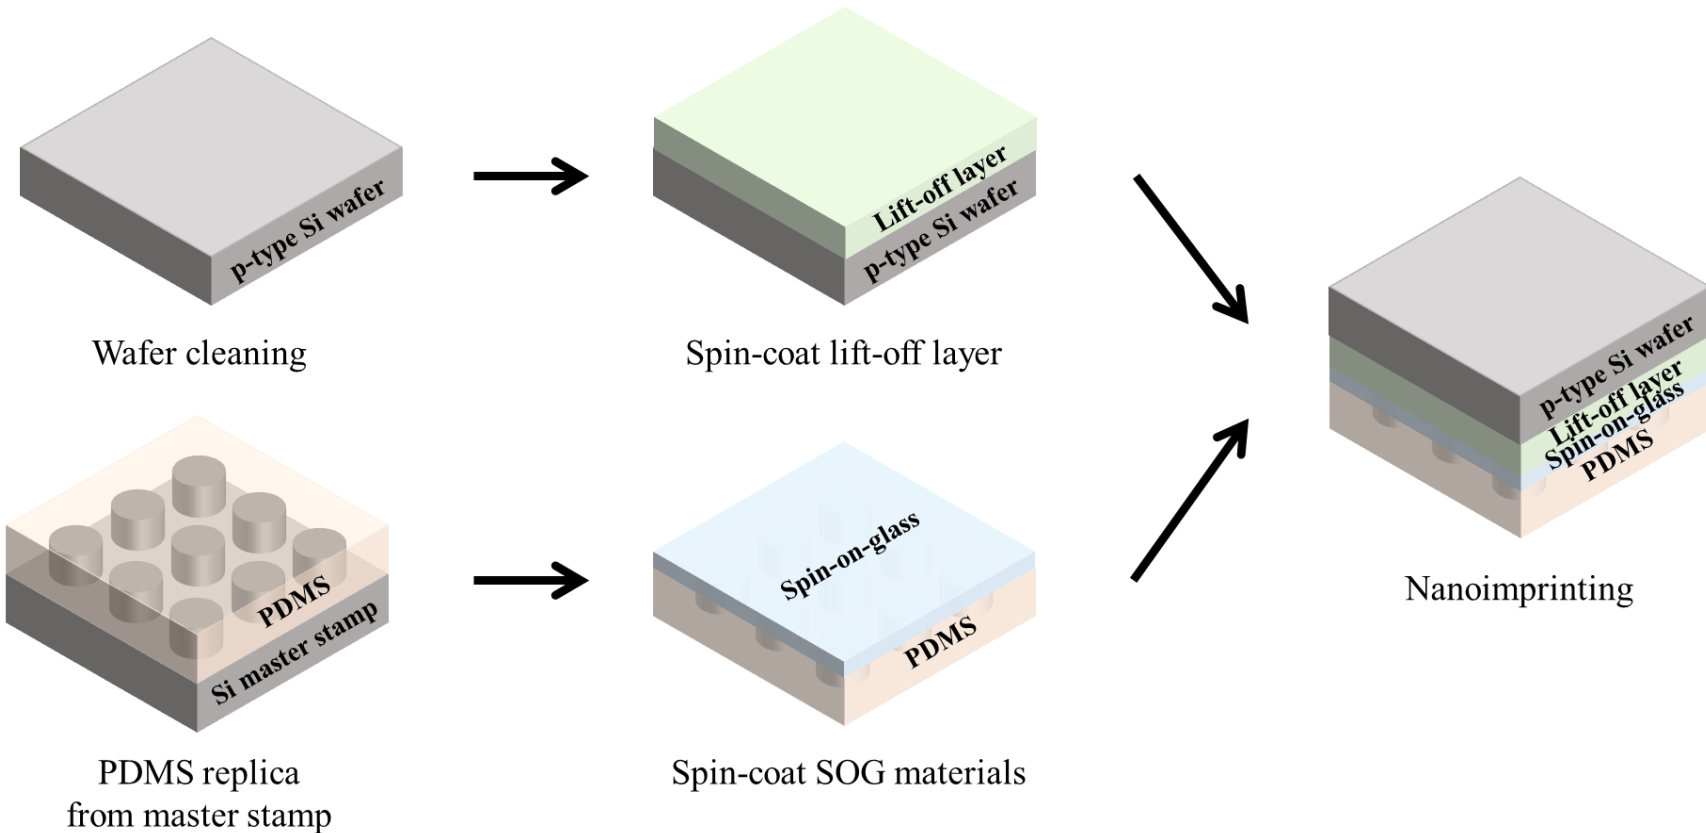 p-type Si wafer
Wafer cleaning
Lift-off layer
p-type Si wafer
Spin-coat lift-off layer
PDMS
Si master stamp
PDMS replica
from master stamp
Spin-on-glass
PDMS
Spin-coat SOG materials
p-type Si wafer
Lift-off layer
Spin-on-glass
PDMS
Nanoimprinting